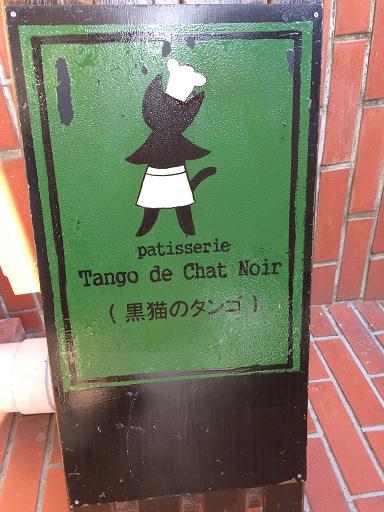 patisserie
Tango de Chat Noir
(黒猫のタンゴ)